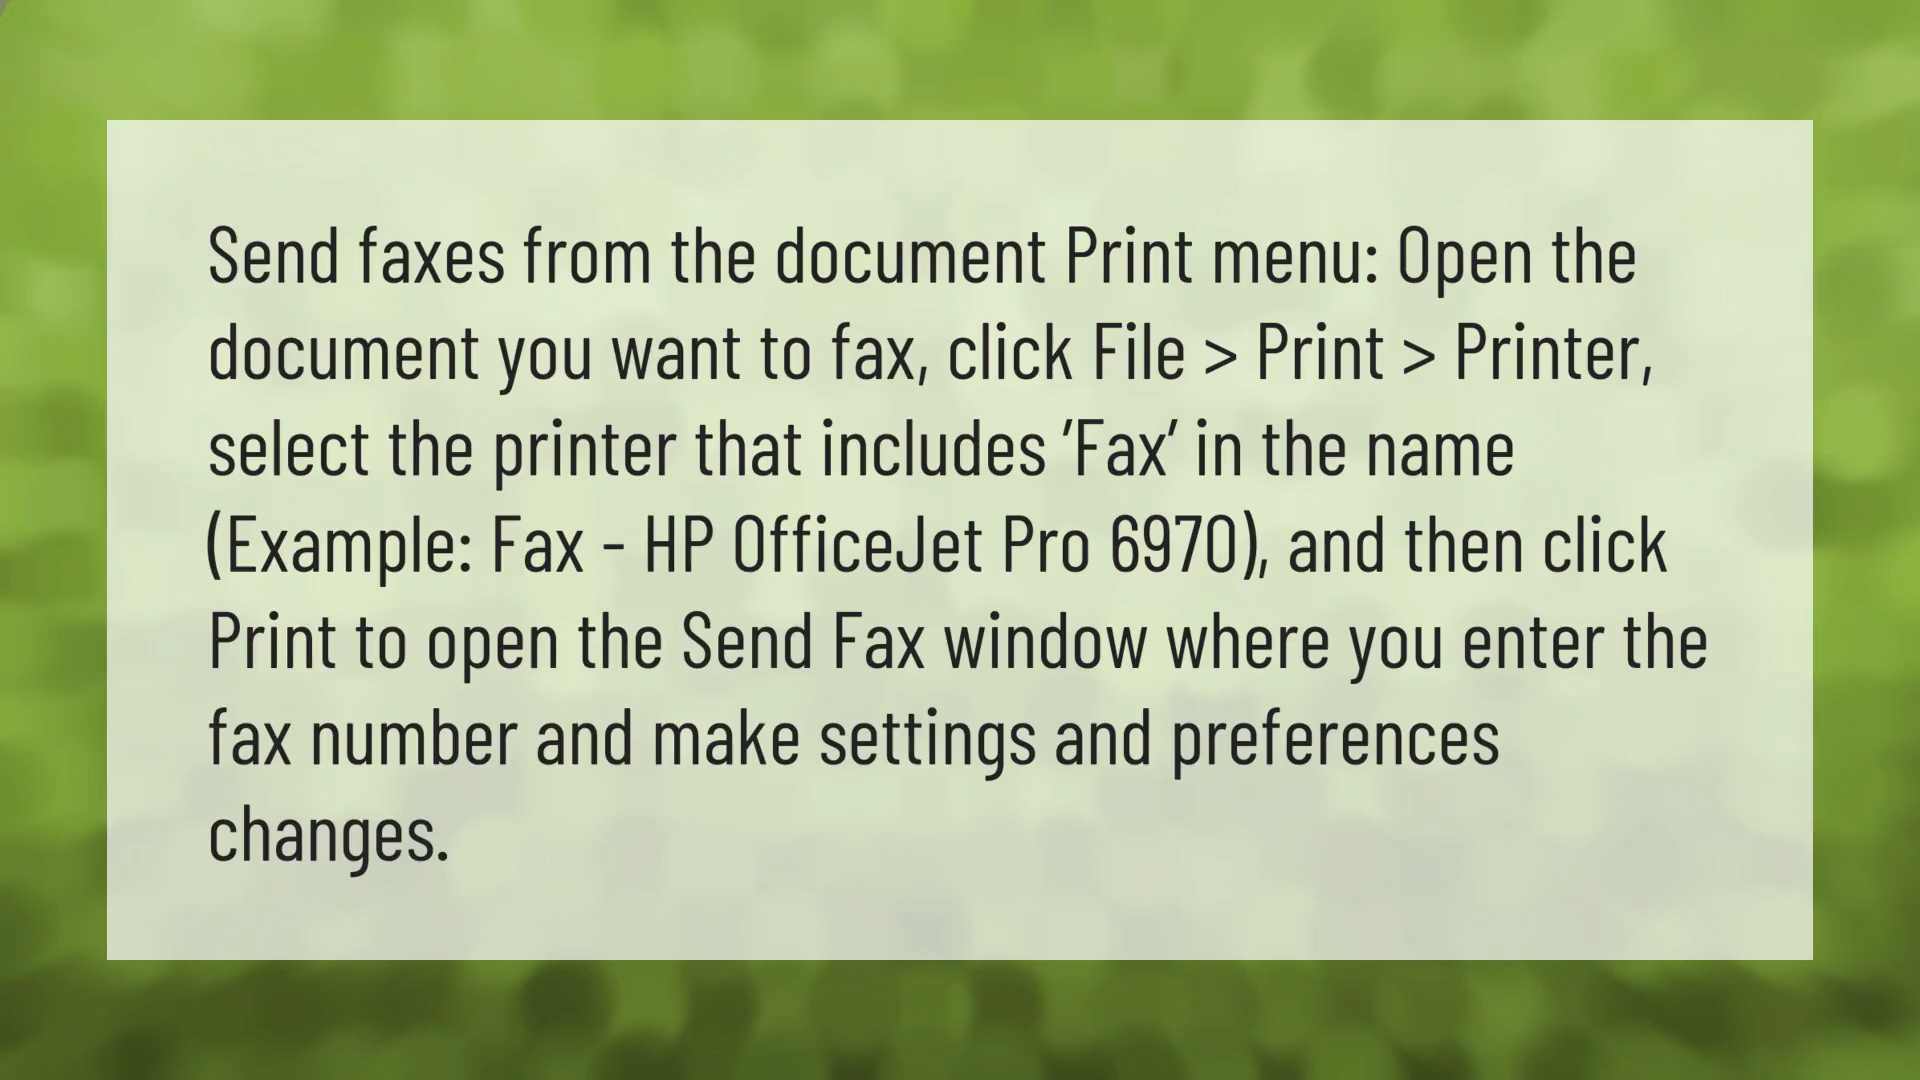 Send faxes from the document Print menu: Open the
document you want to fax, click File > Print > Printer,
select the printer that includes ’Fax’ in the name
(Example: Fax - HP OfficeJet Pro 6970), and then click
Print to open the Send Fax window where you enter the
fax number and make settings and preferences
changes.